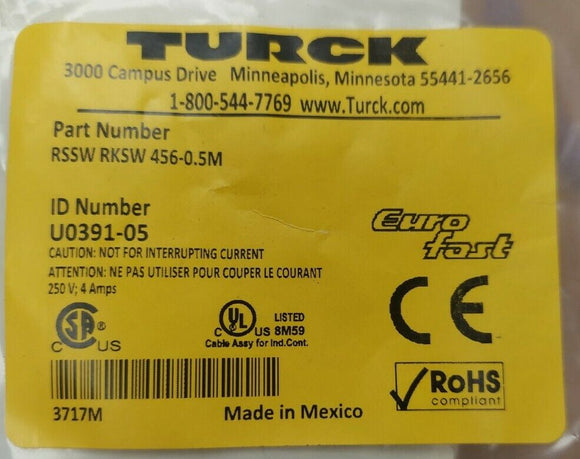 TURCK
3000 Campus Drive Minneapolis, Minnesota 55441-2656
1-800-544-7769 www.Turck.com
Part Number
RSSW RKSW 456-0.5M
ID Number
U0391-05
CAUTION: NOT FOR INTERRUPTING CURRENT
ATTENTION: NE PAS UTILISER POUR COUPER LE COURANT
250 V; 4 Amps
Euro
fast
SA ®
C US
UL
C US LISTED 8M59
Cable Assy for Ind.Cont.
CE
RoHS
compliant
3717M
Made in Mexico